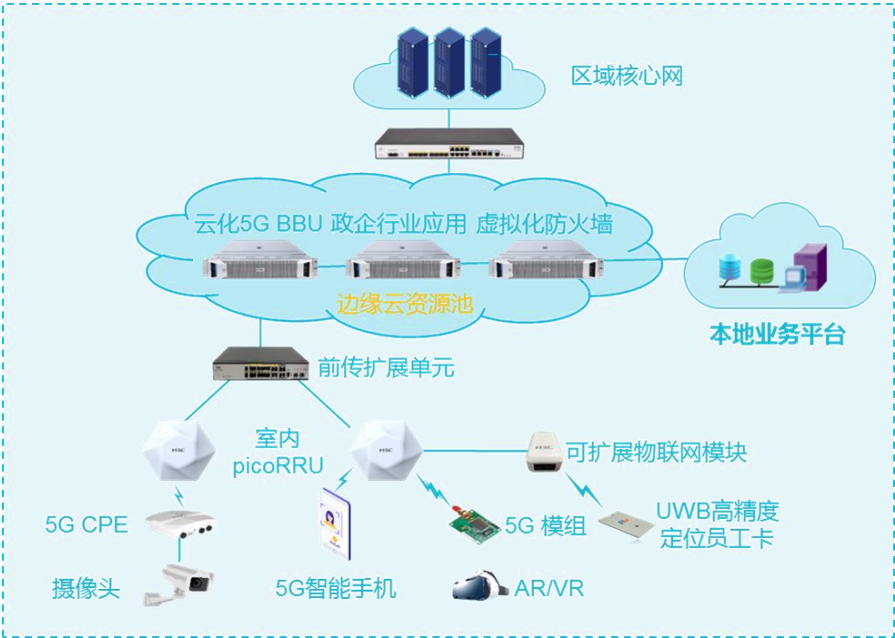 区域核心网
云化5G BBU 政企行业应用 虚拟化防火墙
边缘云资源池
本地业务平台
前传扩展单元
H3C
室内
picoRRU
H3C
H3C
可扩展物联网模块
5G CPE
5G 模组
UWB高精度
定位员工卡
摄像头
5G智能手机
AR/VR